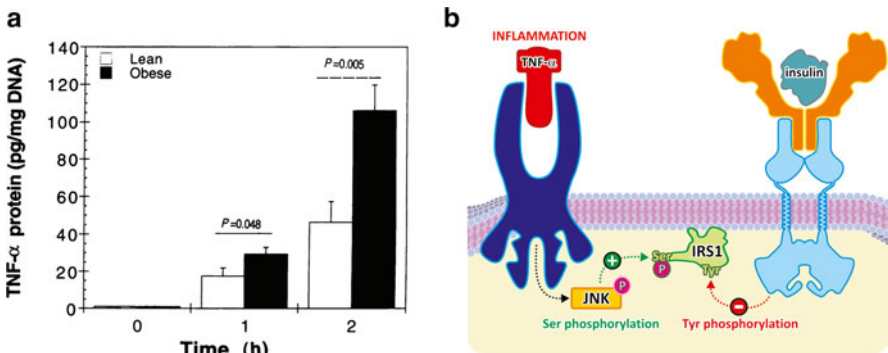 a
TNF-α protein (pg/mg DNA)
140
120
100
80
60
40
20
0
Lean
Obese
P=0.048
P=0.005
0
1
2
Time (h)
b
INFLAMMATION
TNF-α
insulin
Ser
P
IRS1
Tyr
JNK
P
+
−
Ser phosphorylation
Tyr phosphorylation